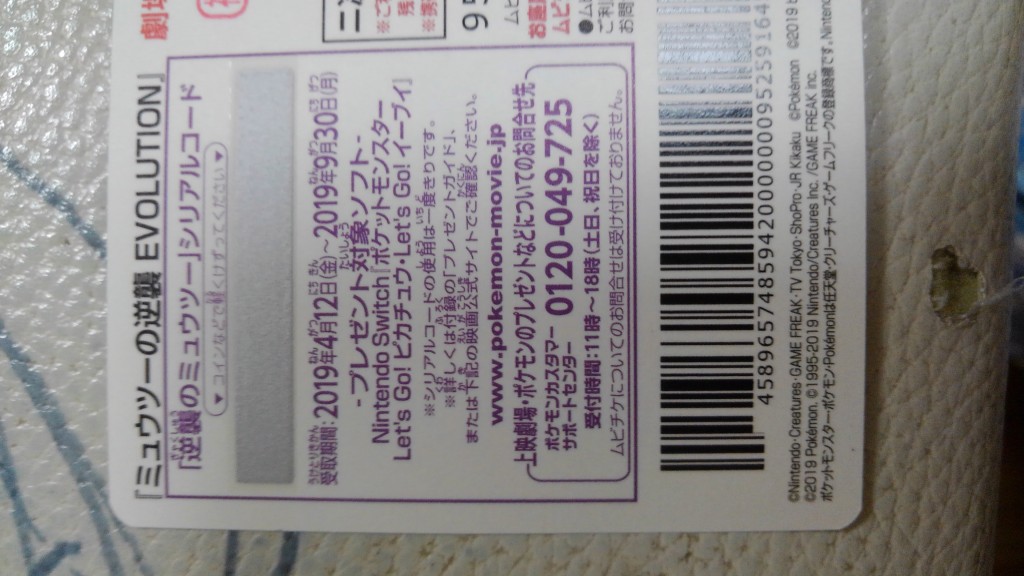 『ミュウツーの逆襲 EVOLUTION』
「逆襲のミュウツー」シリアルコード
▼コインなどで軽くけずってください▼
受取期間:2019年4月12日(金)~2019年9月30日(月)
- プレゼント対象ソフト -
Nintendo Switch『ポケットモンスター
Let's Go! ピカチュウ・Let's Go! イーブイ』
※シリアルコードの使用は一度きりです。
※詳しくは付録の「プレゼントガイド」、
または下記の映画公式サイトでご確認ください。
www.pokemon-movie.jp
上映劇場・ポケモンのプレゼントなどについてのお問合せ先
ポケモンカスタマー
サポートセンター 0120-049-725
受付時間:11時~18時(土日、祝日を除く)
ムビチケについてのお問合せは受け付けておりません。
劇場
二次
※ご
残
※誘
95
ムビ
お座
ムビ
●ム
ご利
お問
4589657485942000000095259164
©Nintendo・Creatures・GAME FREAK・TV Tokyo・ShoPro・JR Kikaku ©Pokémon ©2019
©2019 Pokémon. ©1995-2019 Nintendo/Creatures Inc. /GAME FREAK inc.
ポケットモンスター・ポケモン・Pokémonは任天堂・クリーチャーズ・ゲームフリークの登録商標です。Ninten